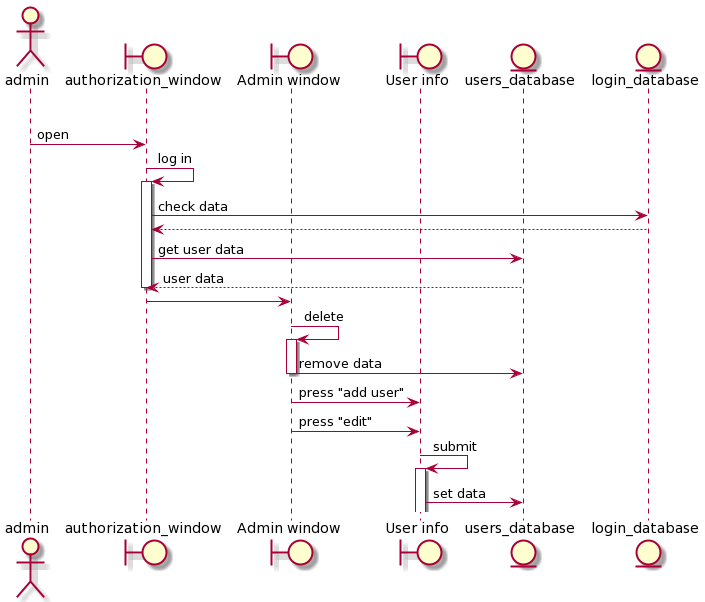 admin authorization_window Admin window User info users_database login_database
open
log in
check data
get user data
user data
delete
remove data
press "add user"
press "edit"
submit
set data
admin authorization_window Admin window User info users_database login_database